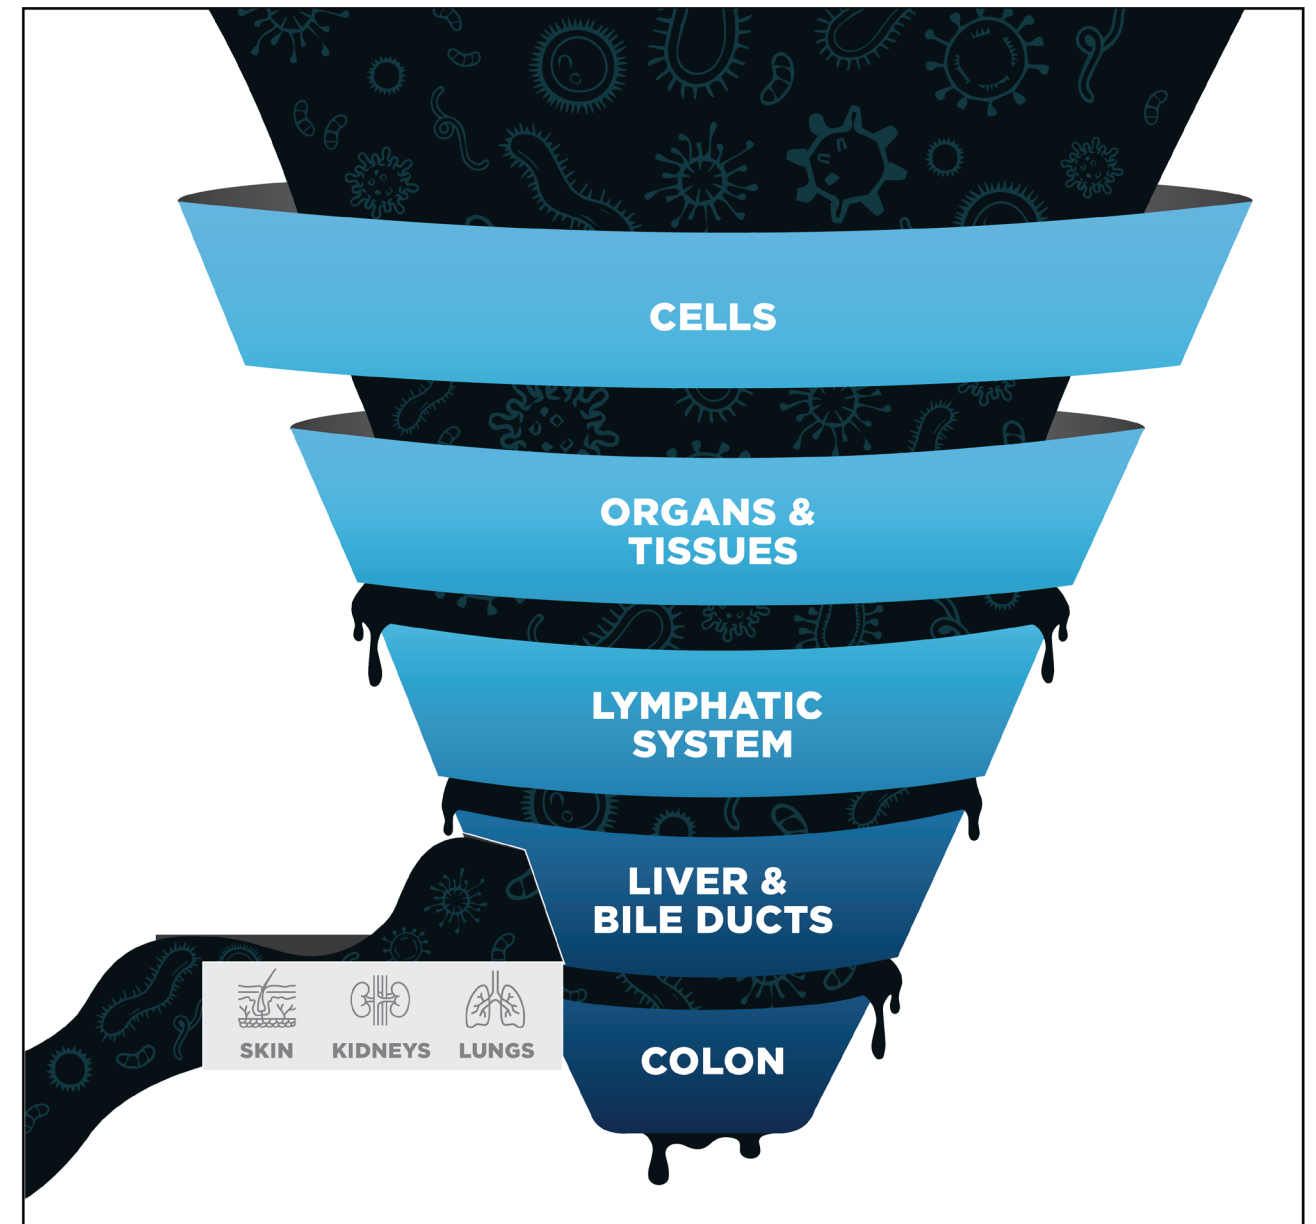 CELLS
ORGANS &
TISSUES
LYMPHATIC
SYSTEM
LIVER &
BILE DUCTS
SKIN KIDNEYS LUNGS
COLON